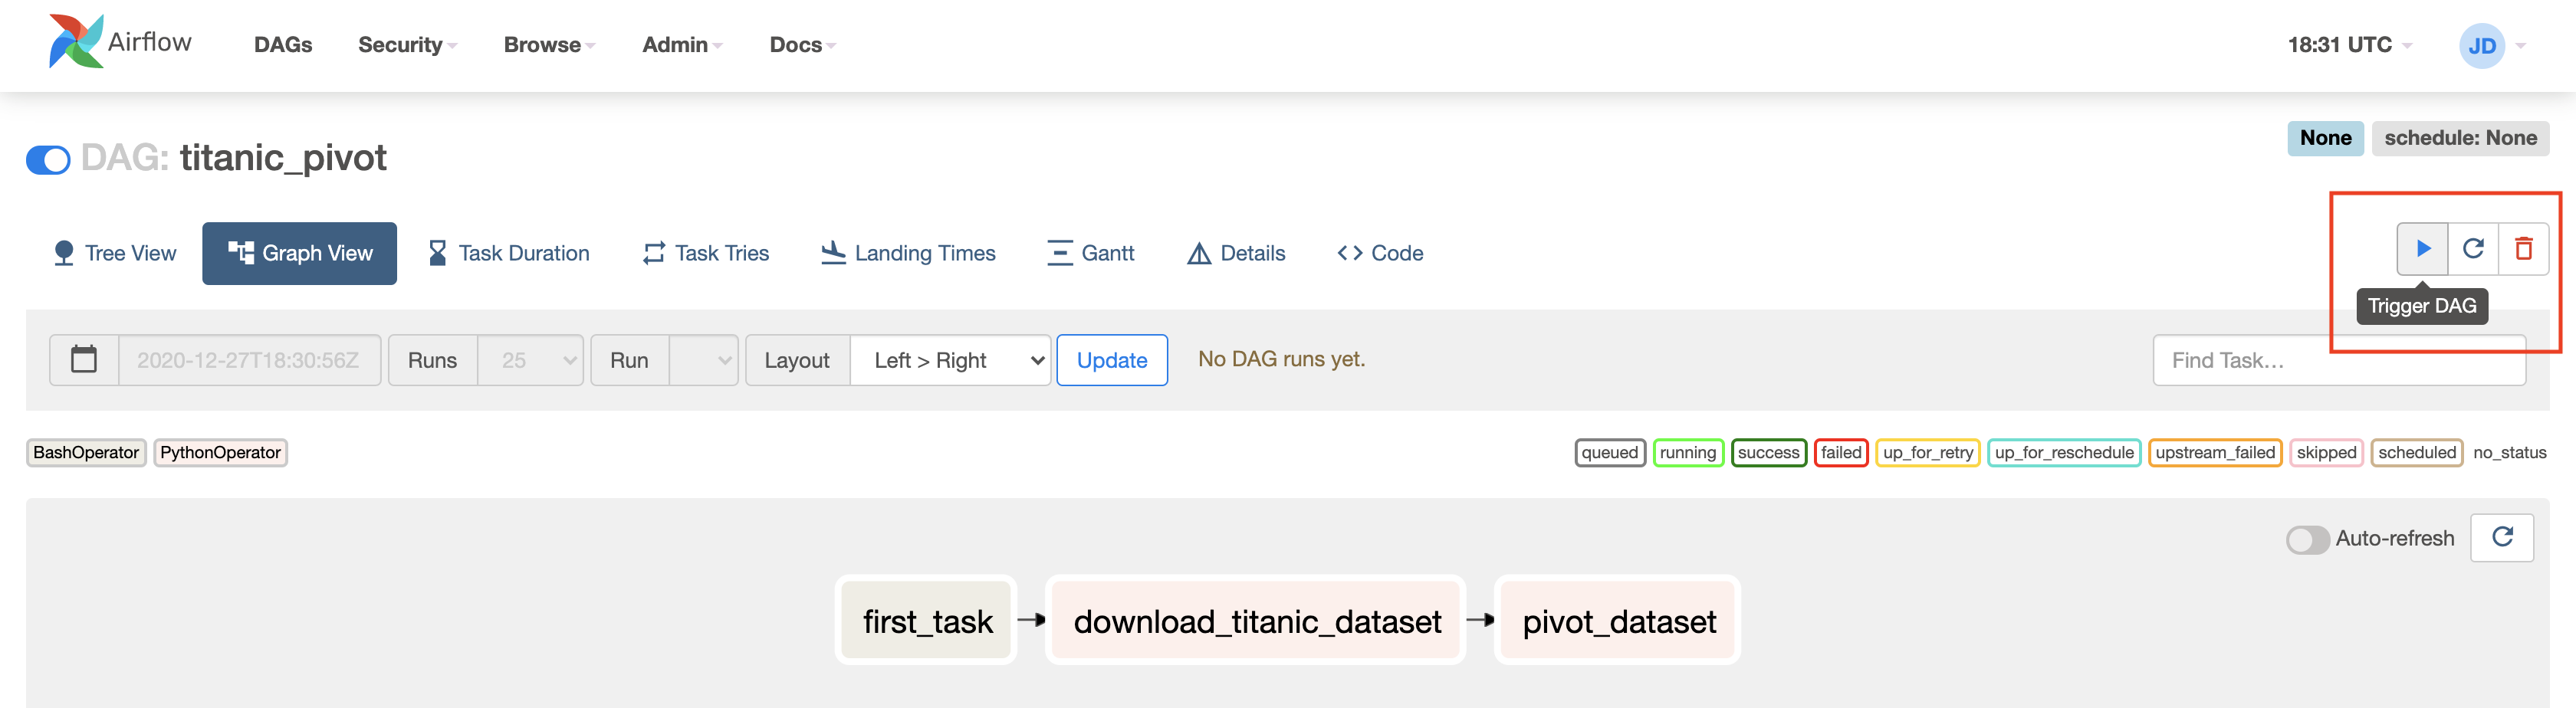 Airflow DAGs Security Browse Admin Docs 18:31 UTC JD
None schedule: None
DAG: titanic_pivot
Tree View Graph View Task Duration Task Tries Landing Times Gantt Details <> Code
Trigger DAG
2020-12-27T18:30:56Z Runs 25 Run Layout Left > Right Update No DAG runs yet. Find Task...
BashOperator PythonOperator queued running success failed up_for_retry up_for_reschedule upstream_failed skipped scheduled no_status
Auto-refresh
first_task download_titanic_dataset pivot_dataset